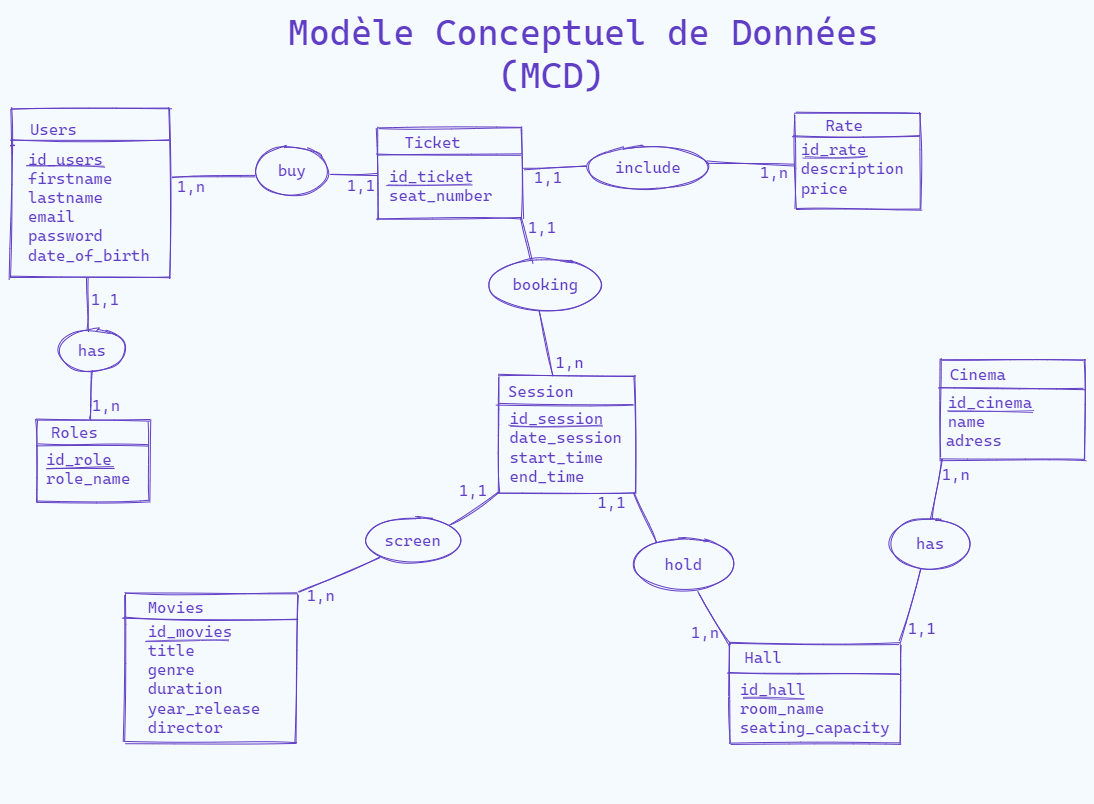 Modèle Conceptuel de Données
(MCD)
Users
id_users
firstname
lastname
email
password
date_of_birth
1,n
buy
1,1
Ticket
id_ticket
seat_number
1,1
include
1,n
Rate
id_rate
description
price
1,1
has
1,n
Roles
id_role
role_name
1,1
booking
1,n
Session
id_session
date_session
start_time
end_time
1,1
screen
1,n
Movies
id_movies
title
genre
duration
year_release
director
1,1
hold
1,n
Hall
id_hall
room_name
seating_capacity
Cinema
id_cinema
name
adress
1,n
has
1,1